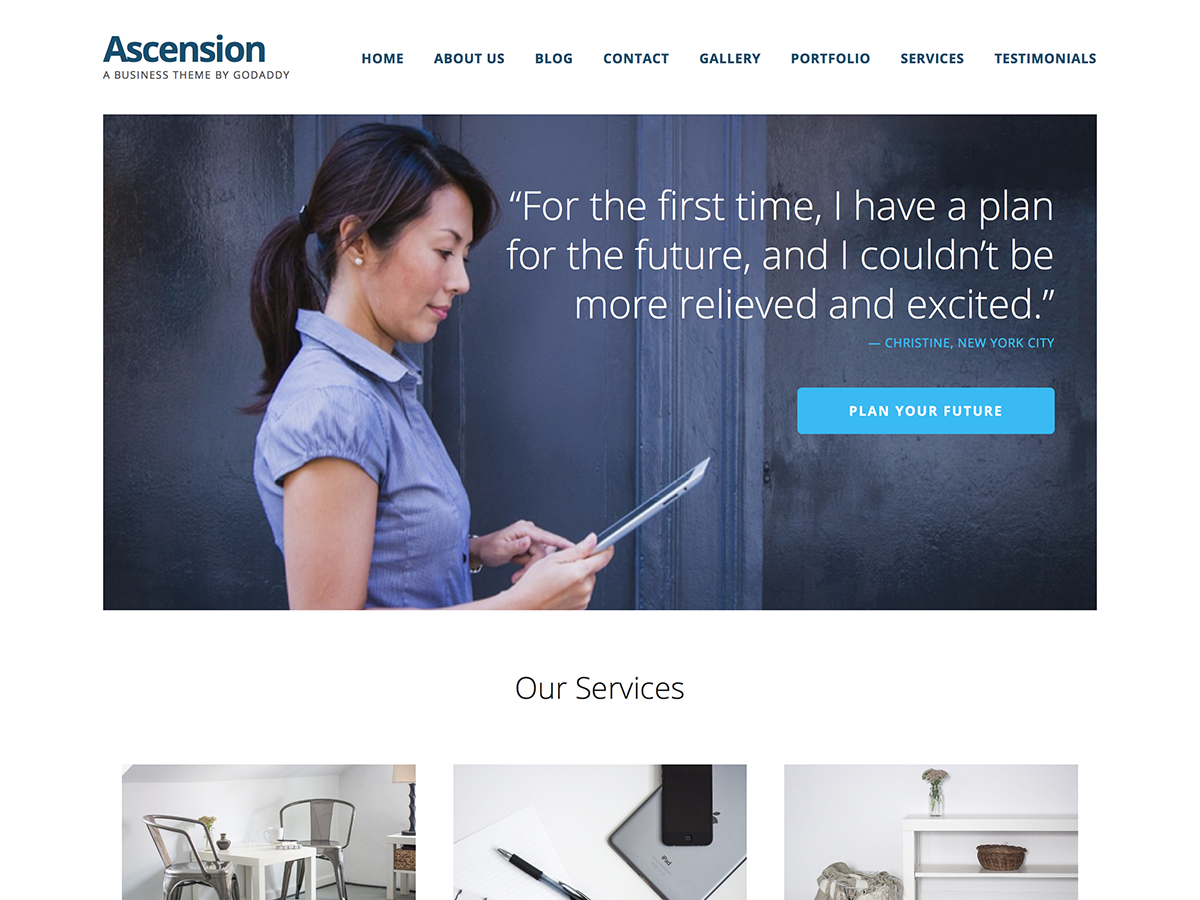 Ascension
A BUSINESS THEME BY GODADDY
HOME ABOUT US BLOG CONTACT GALLERY PORTFOLIO SERVICES TESTIMONIALS
“For the first time, I have a plan
for the future, and I couldn’t be
more relieved and excited.”
— CHRISTINE, NEW YORK CITY
PLAN YOUR FUTURE
Our Services
iPad